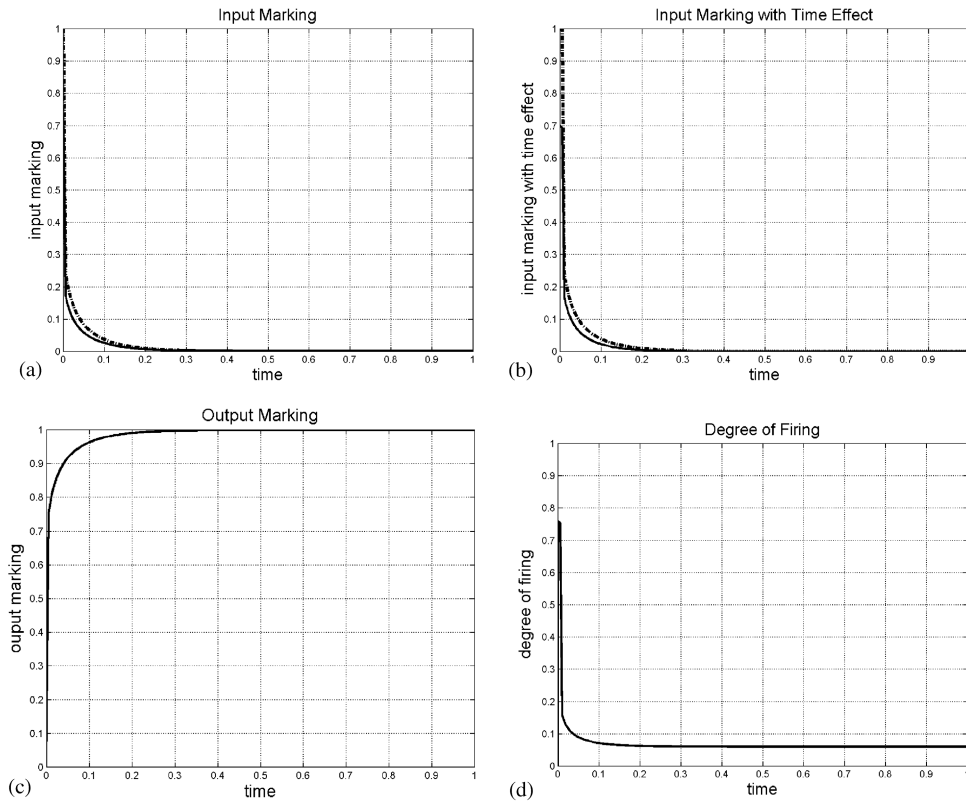 Input Marking
1
0.9
0.8
0.7
0.6
0.5
0.4
0.3
0.2
0.1
0
input marking
0 0.1 0.2 0.3 0.4 0.5 0.6 0.7 0.8 0.9 1
time
(a)
Input Marking with Time Effect
1
0.9
0.8
0.7
0.6
0.5
0.4
0.3
0.2
0.1
0
input marking with time effect
0 0.1 0.2 0.3 0.4 0.5 0.6 0.7 0.8 0.9
time
(b)
Output Marking
1
0.9
0.8
0.7
0.6
0.5
0.4
0.3
0.2
0.1
0
ouput marking
0 0.1 0.2 0.3 0.4 0.5 0.6 0.7 0.8 0.9 1
time
(c)
Degree of Firing
1
0.9
0.8
0.7
0.6
0.5
0.4
0.3
0.2
0.1
0
degree of firing
0 0.1 0.2 0.3 0.4 0.5 0.6 0.7 0.8 0.9 1
time
(d)